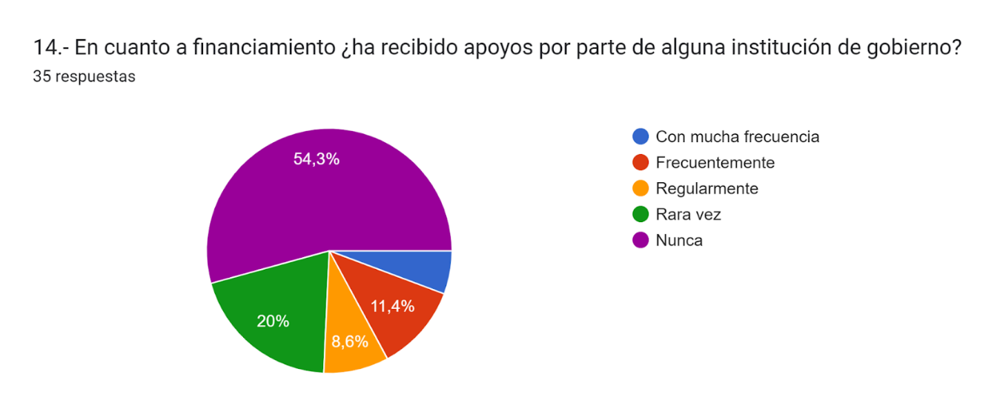 14.- En cuanto a financiamiento ¿ha recibido apoyos por parte de alguna institución de gobierno?
35 respuestas
54,3%
20%
8,6%
11,4%
Con mucha frecuencia
Frecuentemente
Regularmente
Rara vez
Nunca